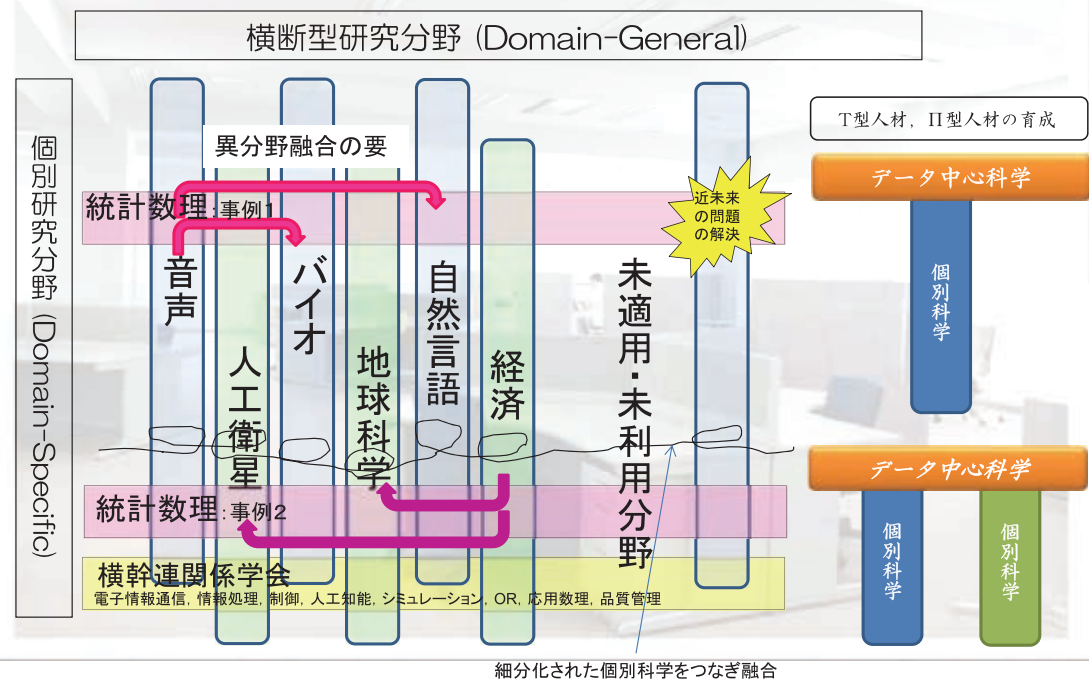 横断型研究分野 (Domain-General)
個別研究分野 (Domain-Specific)
異分野融合の要
統計数理:事例1
近未来
の問題
の解決
音声
バイオ
自然言語
人工衛星
地球科学
経済
未適用・未利用分野
統計数理:事例2
横幹連関係学会
電子情報通信, 情報処理, 制御, 人工知能, シミュレーション, OR, 応用数理, 品質管理
細分化された個別科学をつなぎ融合
T型人材, Π型人材の育成
データ中心科学
個別科学
データ中心科学
個別科学
個別科学